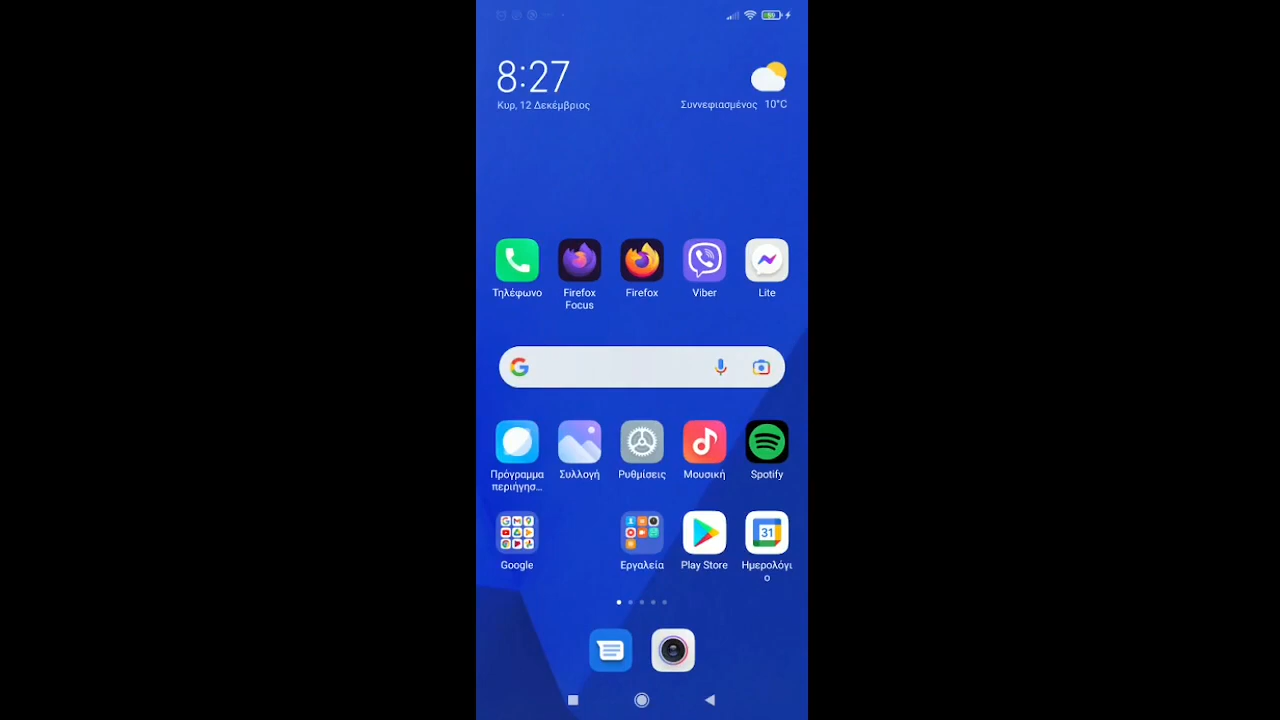 8:27
Κυρ, 12 Δεκέμβριος
Συννεφιασμένος 10°C
Τηλέφωνο
Firefox
Focus
Firefox
Viber
Lite
Πρόγραμμα
περιήγησ...
Συλλογή
Ρυθμίσεις
Μουσική
Spotify
31
Google
Εργαλεία
Play Store
Ημερολόγι
ο